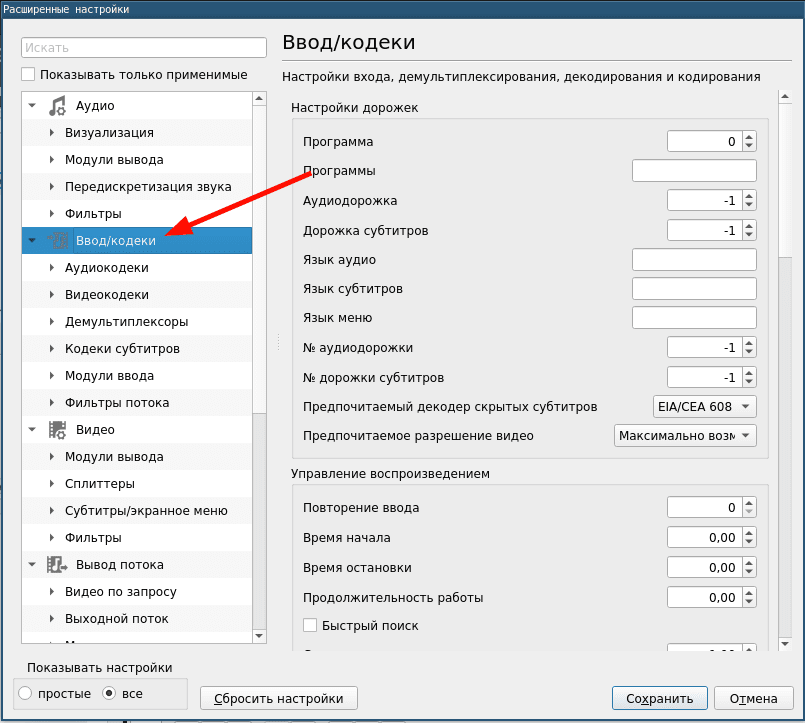 Расширенные настройки
Искать
Показывать только применимые
Аудио
Визуализация
Модули вывода
Передискретизация звука
Фильтры
Ввод/кодеки
Аудиокодеки
Видеокодеки
Демультиплексоры
Кодеки субтитров
Модули ввода
Фильтры потока
Видео
Модули вывода
Сплиттеры
Субтитры/экранное меню
Фильтры
Вывод потока
Видео по запросу
Выходной поток
Ввод/кодеки
Настройки входа, демультиплексирования, декодирования и кодирования
Настройки дорожек
Программа 0
Программы
Аудиодорожка -1
Дорожка субтитров -1
Язык аудио
Язык субтитров
Язык меню
№ аудиодорожки -1
№ дорожки субтитров -1
Предпочитаемый декодер скрытых субтитров EIA/CEA 608
Предпочитаемое разрешение видео Максимально возм
Управление воспроизведением
Повторение ввода 0
Время начала 0,00
Время остановки 0,00
Продолжительность работы 0,00
Быстрый поиск
Показывать настройки
простые все
Сбросить настройки
Сохранить
Отмена